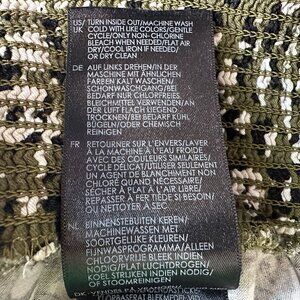 US/ TURN INSIDE OUT/MACHINE WASH
UK COLD WITH LIKE COLORS/GENTLE
CYCLE/ONLY NON-CHLORINE
BLEACH WHEN NEEDED/FLAT AIR
DRY/COOL IRON IF NEEDED/
OR DRY CLEAN
DE AUF LINKS DREHEN/IN DER
MASCHINE MIT ÄHNLICHEN
FARBEN KALT WASCHEN/
SCHONWASCHGANG/BEI
BEDARF NUR CHLORFREIES
BLEICHMITTEL VERWENDEN/AN
DER LUFT FLACH LIEGEND
TROCKNEN/BEI BEDARF KÜHL
BÜGELN/ODER CHEMISCH
REINIGEN
FR RETOURNER SUR L'ENVERS/LAVER
À LA MACHINE À L'EAU FROIDE
AVEC DES COULEURS SIMILAIRES/
CYCLE DÉLICAT/UTILISER SEULEMENT
UN AGENT DE BLANCHIMENT NON
CHLORÉ QUAND NÉCESSAIRE/
SÉCHER À PLAT À L'AIR LIBRE/
REPASSER À FER TIÈDE SI BESOIN/
OU NETTOYER À SEC
NL BINNENSTEBUITEN KEREN/
MACHINEWASSEN MET
SOORTGELIJKE KLEUREN/
FIJNWASPROGRAMMA/ALLEEN
CHLOORVRIJE BLEEK INDIEN
NODIG/PLAT LUCHTDROGEN/
KOEL STRIJKEN INDIEN NODIG/
OF STOOMREINIGEN